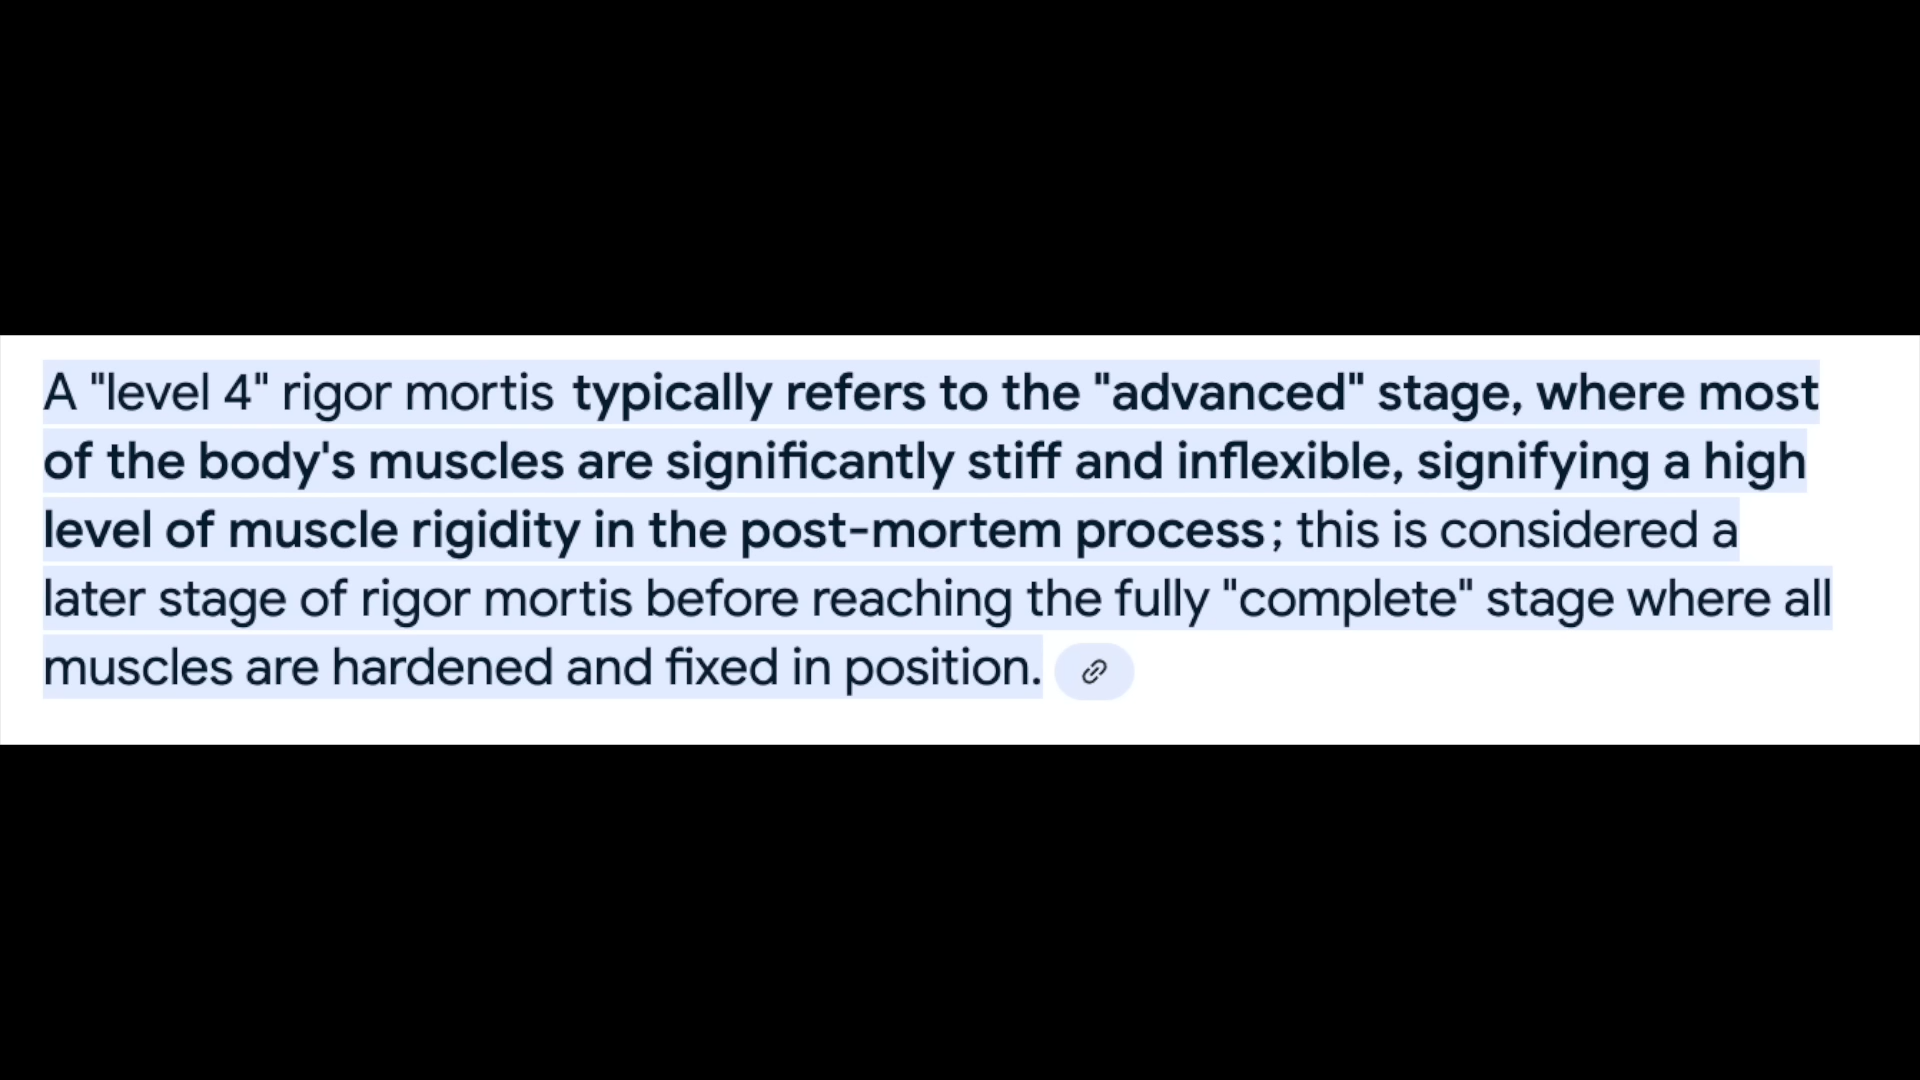 A "level 4" rigor mortis typically refers to the "advanced" stage, where most
of the body's muscles are significantly stiff and inflexible, signifying a high
level of muscle rigidity in the post-mortem process; this is considered a
later stage of rigor mortis before reaching the fully "complete" stage where all
muscles are hardened and fixed in position.